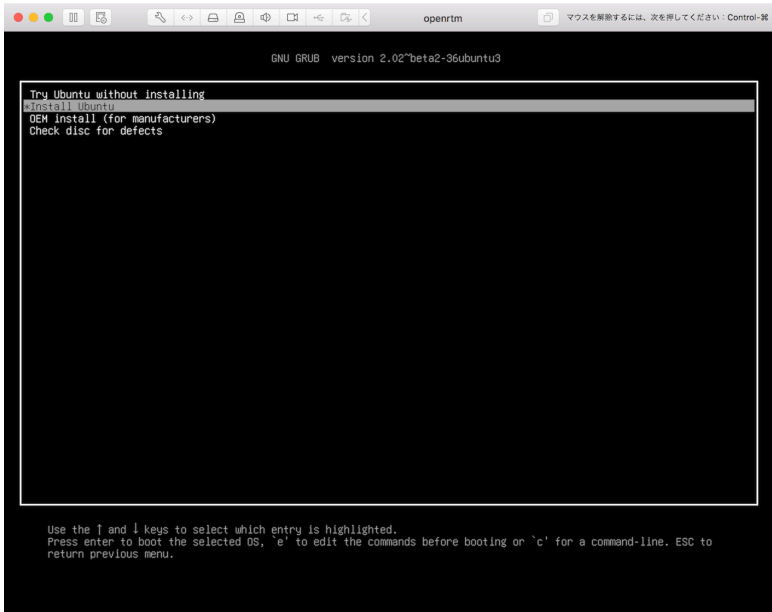 openrtm
マウスを解除するには、次を押してください：Control-⌘
GNU GRUB  version 2.02~beta2-36ubuntu3
Try Ubuntu without installing
*Install Ubuntu
OEM install (for manufacturers)
Check disc for defects
Use the ↑ and ↓ keys to select which entry is highlighted.
Press enter to boot the selected OS, `e' to edit the commands before booting or `c' for a command-line. ESC to
return previous menu.